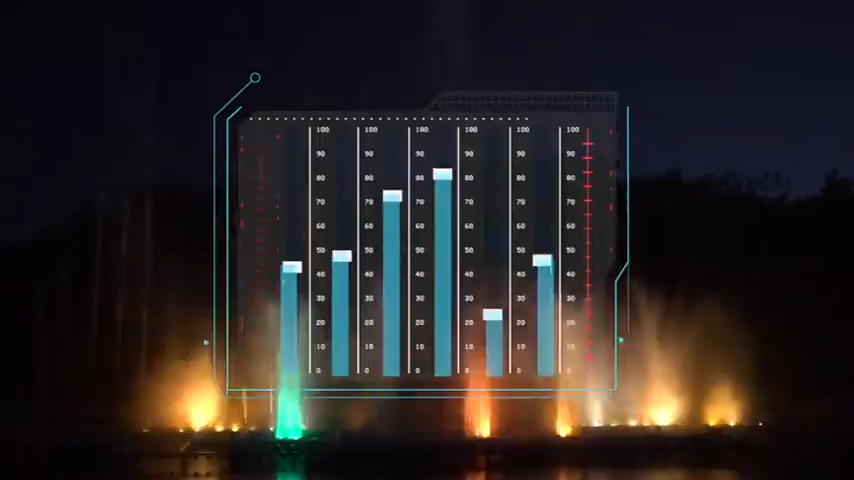 100 100 100 100 100 100
90 90 90 90 90 90
80 80 80 80 80 80
70 70 70 70 70 70
60 60 60 60 60 60
50 50 50 50 50 50
40 40 40 40 40 40
30 30 30 30 30 30
20 20 20 20 20 20
10 10 10 10 10 10
0 0 0 0 0 0